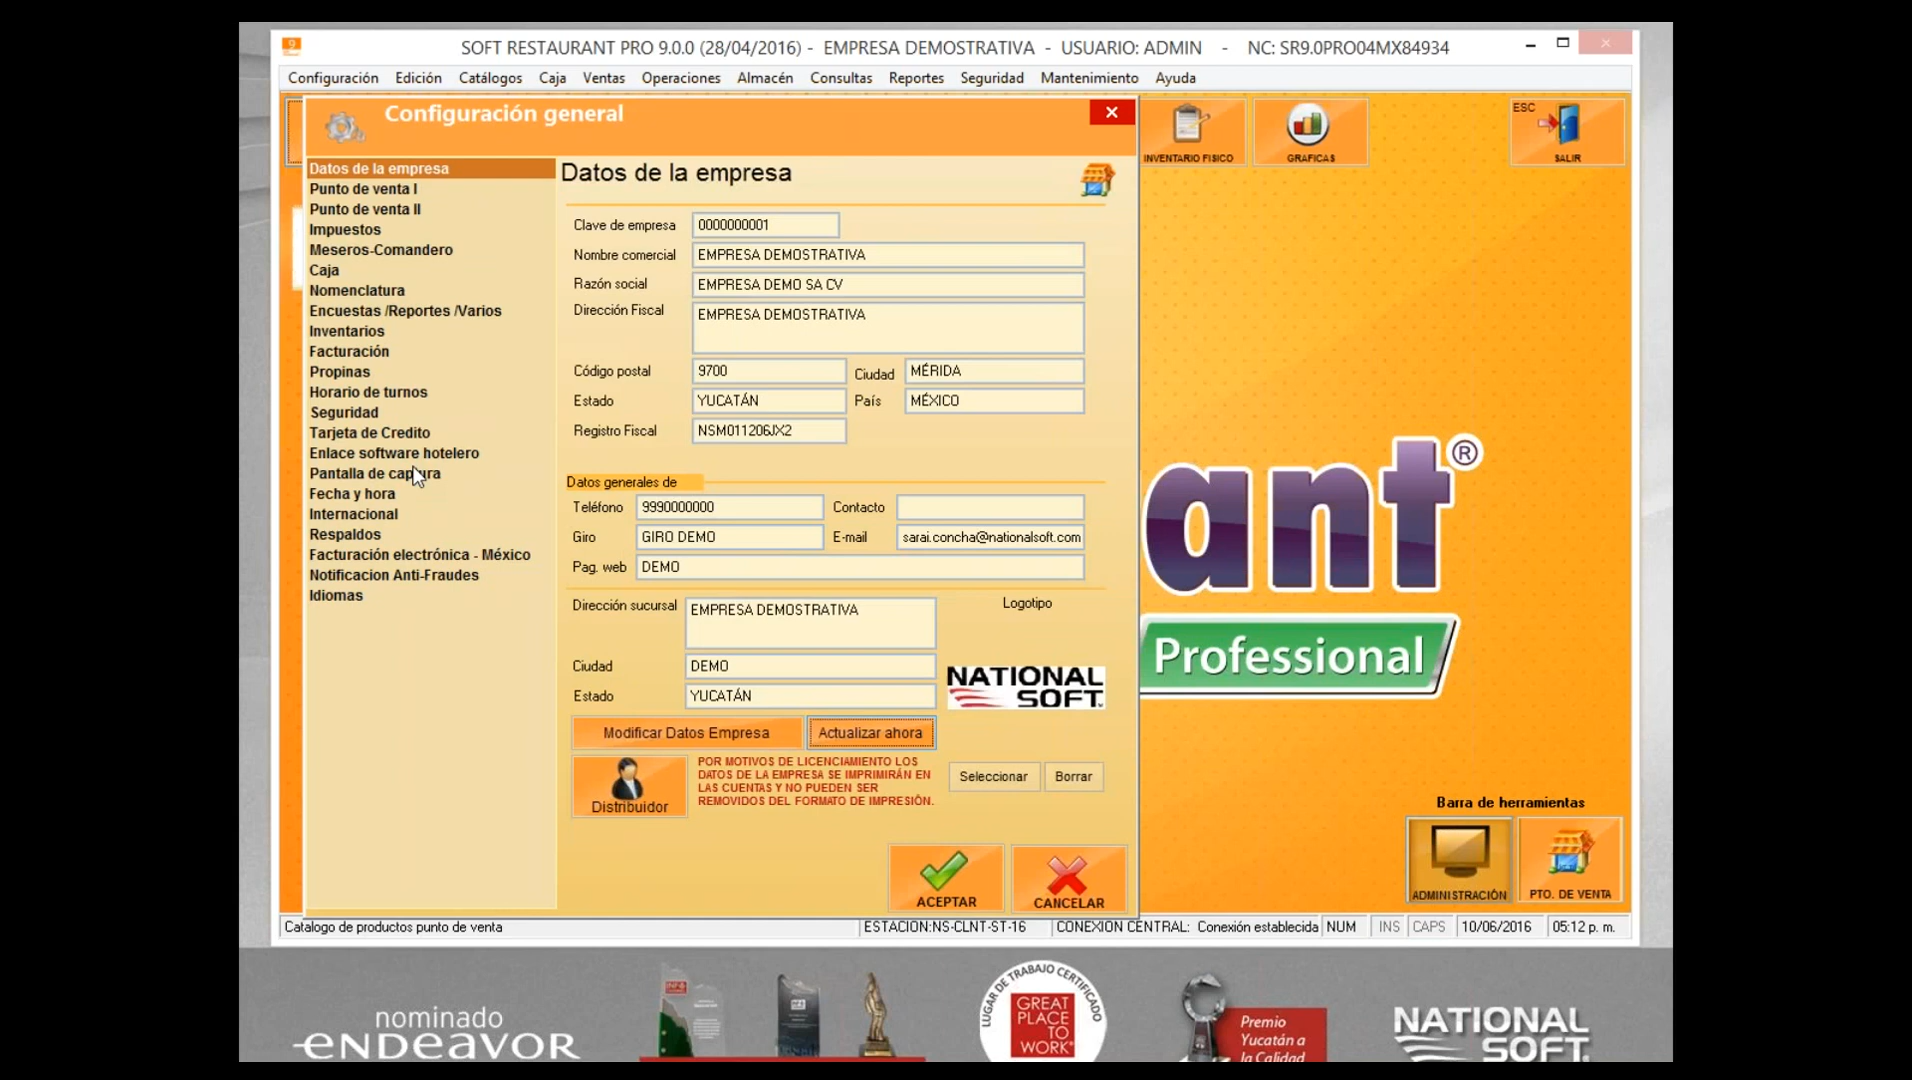 9
SOFT RESTAURANT PRO 9.0.0 (28/04/2016) - EMPRESA DEMOSTRATIVA - USUARIO: ADMIN - NC: SR9.0PRO04MX84934
Configuración Edición Catálogos Caja Ventas Operaciones Almacén Consultas Reportes Seguridad Mantenimiento Ayuda
Configuración general
INVENTARIO FISICO
GRAFICAS
ESC
SALIR
Datos de la empresa
Punto de venta I
Punto de venta II
Impuestos
Meseros-Comandero
Caja
Nomenclatura
Encuestas /Reportes /Varios
Inventarios
Facturación
Propinas
Horario de turnos
Seguridad
Tarjeta de Credito
Enlace software hotelero
Pantalla de captura
Fecha y hora
Internacional
Respaldos
Facturación electrónica - México
Notificacion Anti-Fraudes
Idiomas
Datos de la empresa
Clave de empresa 0000000001
Nombre comercial EMPRESA DEMOSTRATIVA
Razón social EMPRESA DEMO SA CV
Dirección Fiscal EMPRESA DEMOSTRATIVA
Código postal 9700 Ciudad MÉRIDA
Estado YUCATÁN País MÉXICO
Registro Fiscal NSM011206JX2
Datos generales de
Teléfono 9990000000 Contacto
Giro GIRO DEMO E-mail sarai.concha@nationalsoft.com
Pag. web DEMO
Dirección sucursal EMPRESA DEMOSTRATIVA Logotipo
Ciudad DEMO
Estado YUCATÁN
NATIONAL
SOFT
Modificar Datos Empresa Actualizar ahora
POR MOTIVOS DE LICENCIAMIENTO LOS
DATOS DE LA EMPRESA SE IMPRIMIRÁN EN
LAS CUENTAS Y NO PUEDEN SER
REMOVIDOS DEL FORMATO DE IMPRESIÓN.
Distribuidor
Seleccionar Borrar
ACEPTAR CANCELAR
ant®
Professional
Barra de herramientas
ADMINISTRACIÓN PTO. DE VENTA
Catalogo de productos punto de venta ESTACION:NS-CLNT-ST-16 CONEXION CENTRAL: Conexión establecida NUM INS CAPS 10/06/2016 05:12 p. m.
nominado
enDeavor
LUGAR DE TRABAJO CERTIFICADO
GREAT
PLACE
TO
WORK®
Premio
Yucatán a
la Calidad
NATIONAL
SOFT